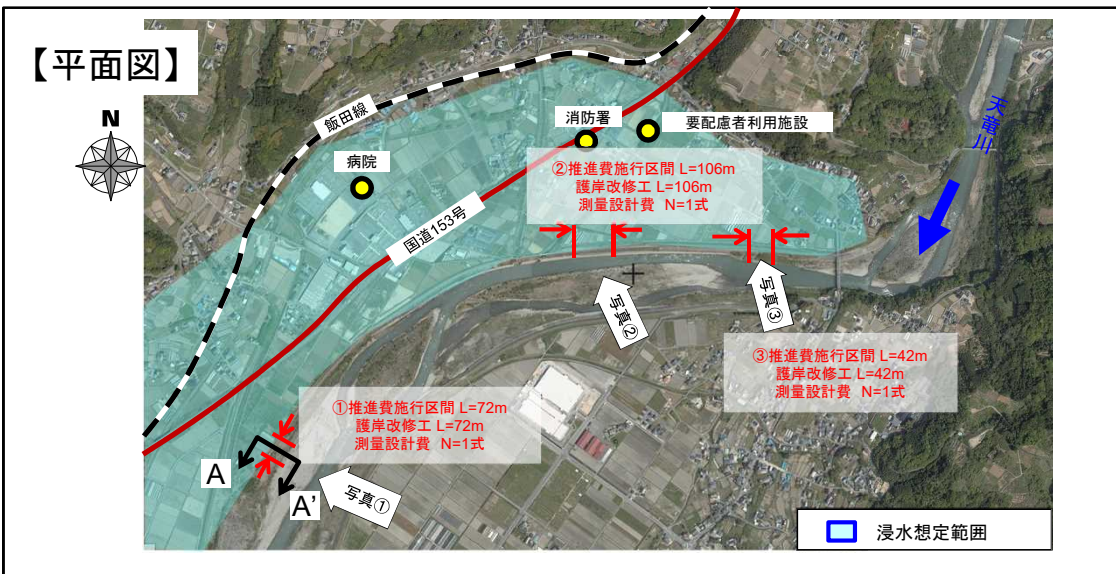 【平面図】
N
飯田線
天竜川
消防署
要配慮者利用施設
病院
②推進費施行区間 L=106m
護岸改修工 L=106m
測量設計費 N=1式
国道153号
写真②
写真③
③推進費施行区間 L=42m
護岸改修工 L=42m
測量設計費 N=1式
①推進費施行区間 L=72m
護岸改修工 L=72m
測量設計費 N=1式
A
A'
写真①
浸水想定範囲